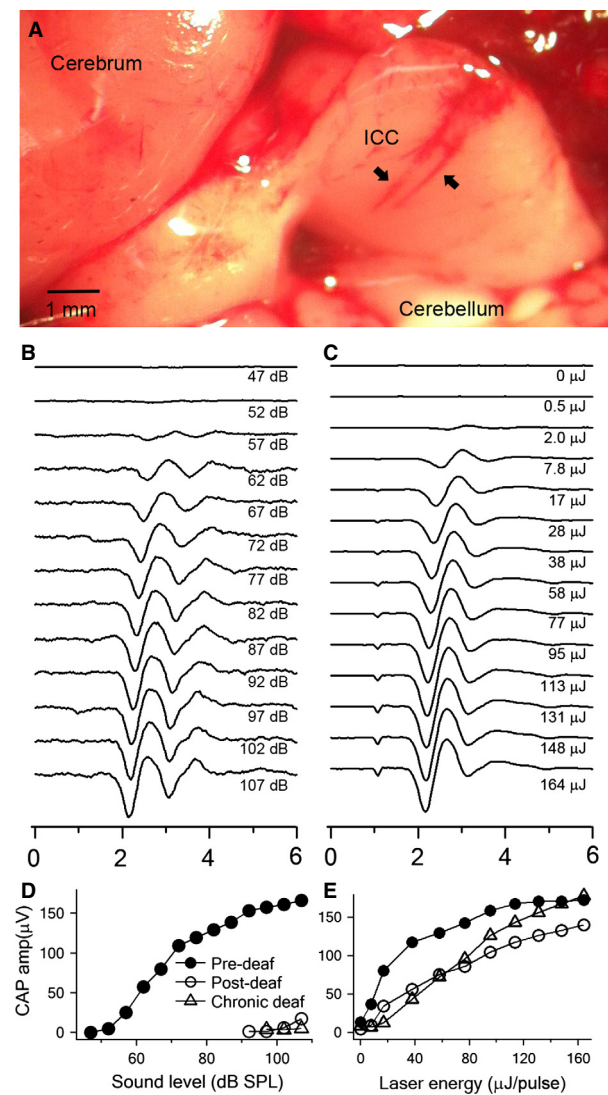 A
Cerebrum
ICC
1 mm
Cerebellum
B
47 dB
52 dB
57 dB
62 dB
67 dB
72 dB
77 dB
82 dB
87 dB
92 dB
97 dB
102 dB
107 dB
0 2 4 6
C
0 µJ
0.5 µJ
2.0 µJ
7.8 µJ
17 µJ
28 µJ
38 µJ
58 µJ
77 µJ
95 µJ
113 µJ
131 µJ
148 µJ
164 µJ
0 2 4 6
D
CAP amp(µV)
150
100
50
0
Pre-deaf
Post-deaf
Chronic deaf
60 80 100
Sound level (dB SPL)
E
150
100
50
0
0 40 80 120 160
Laser energy (µJ/pulse)